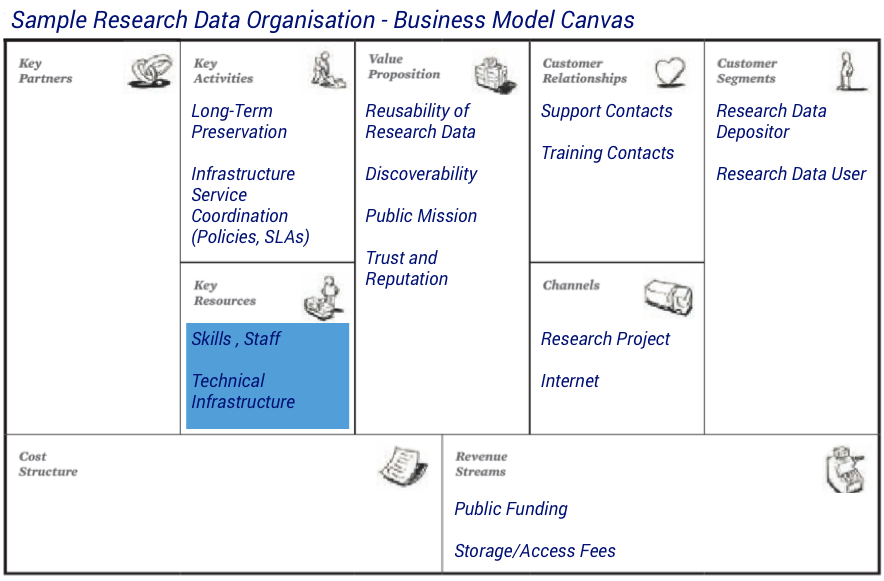 Sample Research Data Organisation - Business Model Canvas
Key
Partners
Key
Activities
Long-Term
Preservation
Infrastructure
Service
Coordination
(Policies, SLAs)
Key
Resources
Skills , Staff
Technical
Infrastructure
Value
Proposition
Reusability of
Research Data
Discoverability
Public Mission
Trust and
Reputation
Customer
Relationships
Support Contacts
Training Contacts
Channels
Research Project
Internet
Customer
Segments
Research Data
Depositor
Research Data User
Cost
Structure
Revenue
Streams
Public Funding
Storage/Access Fees